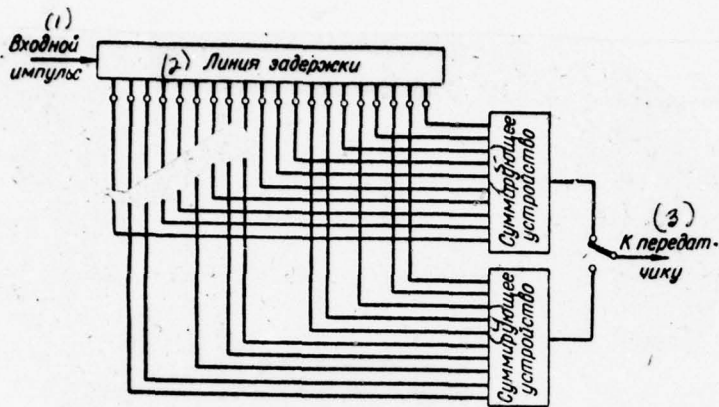 (1)
Входной
импульс
(2) Линия задержки
Суммирующее
(5)
устройство
(3)
К передат-
чику
Суммирующее
(4)
устройство